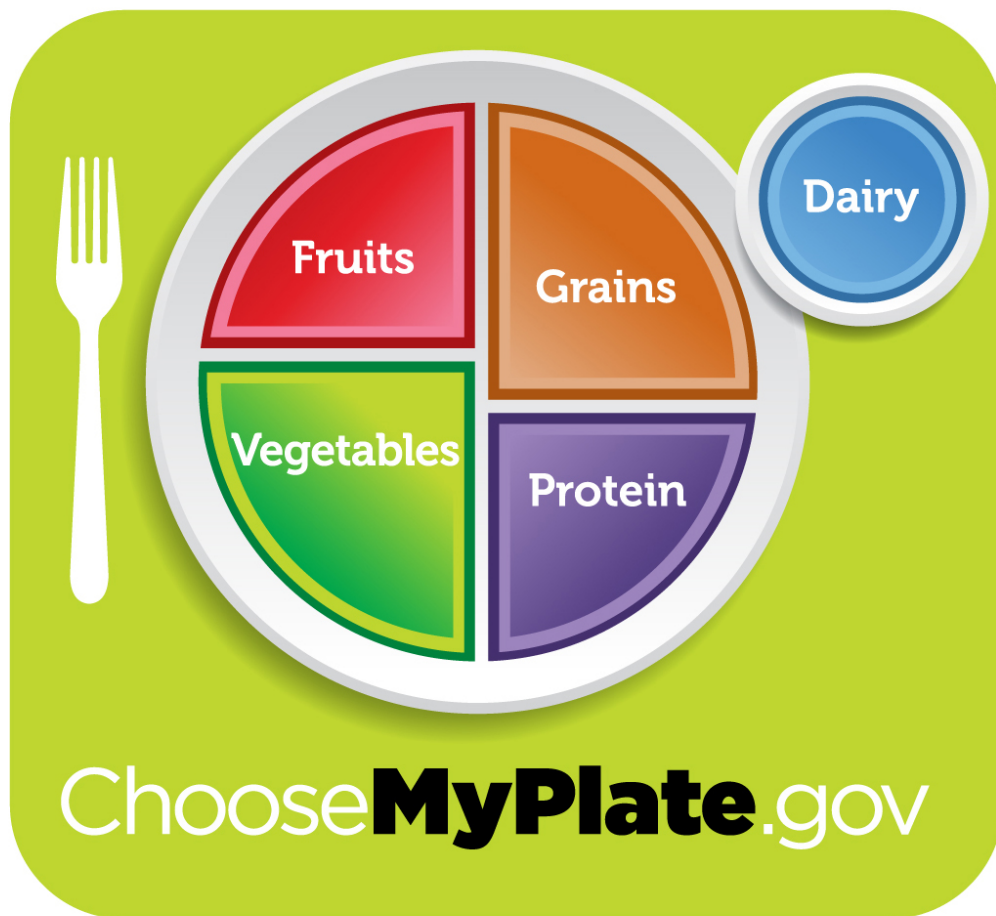 Fruits
Grains
Dairy
Vegetables
Protein
ChooseMyPlate.gov